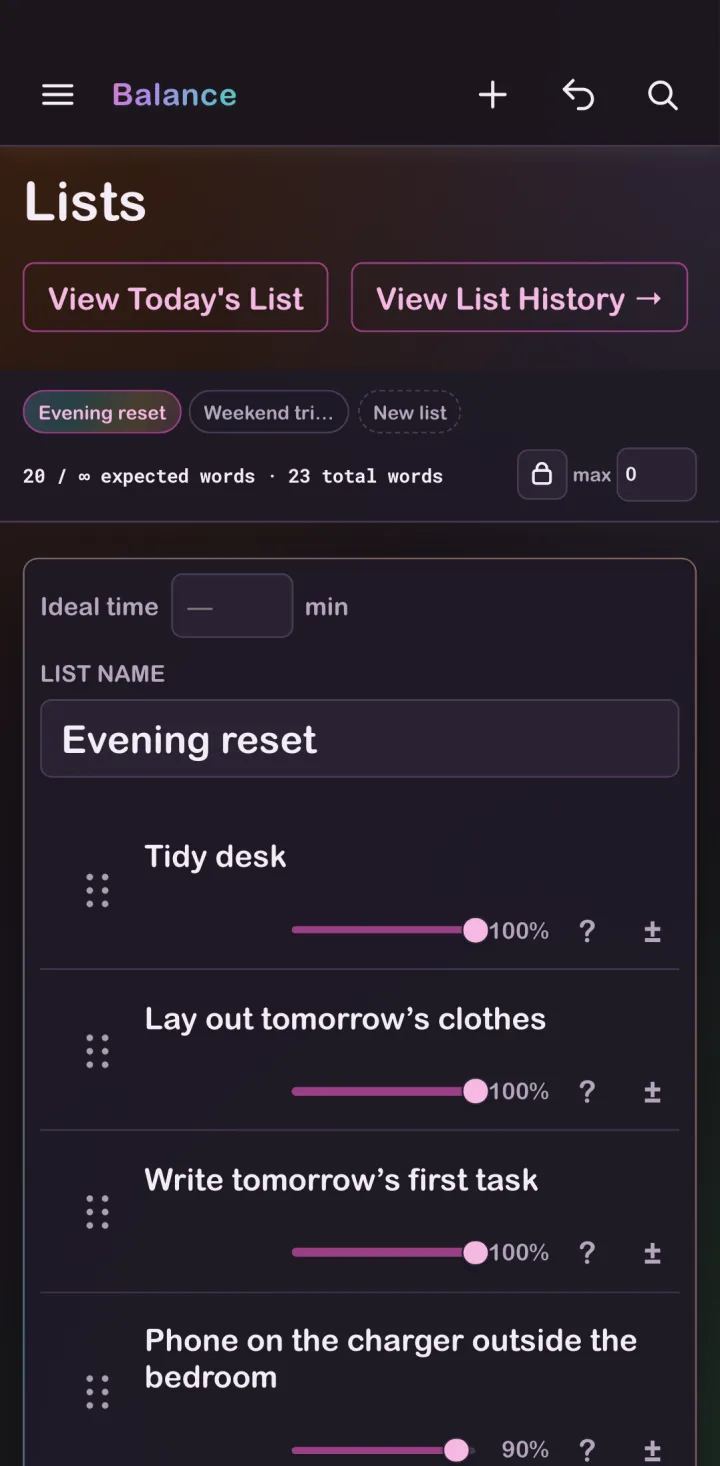 Balance
Lists
View Today's List
View List History →
Evening reset
Weekend tri...
New list
20 / ∞ expected words · 23 total words
max
0
Ideal time
—
min
LIST NAME
Evening reset
Tidy desk
100%
?
±
Lay out tomorrow’s clothes
100%
?
±
Write tomorrow’s first task
100%
?
±
Phone on the charger outside the
bedroom
90%
?
±